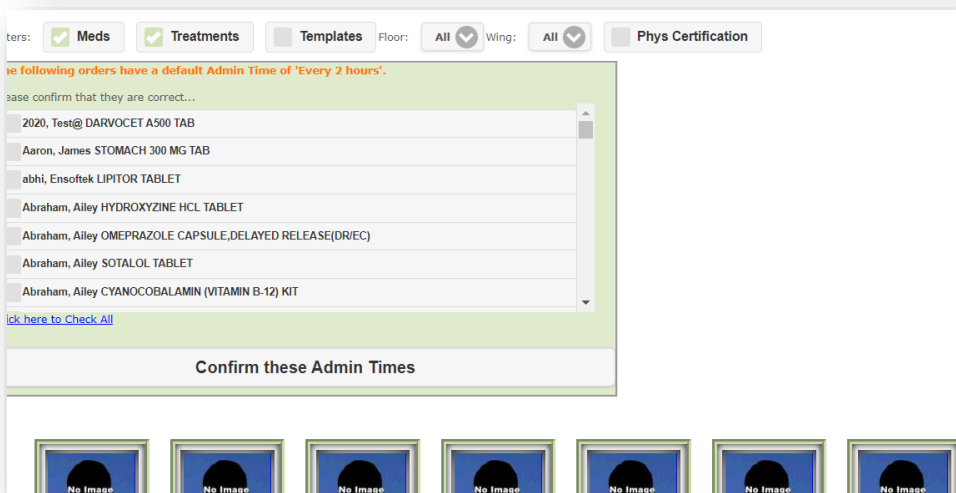 ters: Meds Treatments Templates Floor: All Wing: All Phys Certification
he following orders have a default Admin Time of 'Every 2 hours'.
ease confirm that they are correct...
2020, Test@ DARVOCET A500 TAB
Aaron, James STOMACH 300 MG TAB
abhi, Ensoftek LIPITOR TABLET
Abraham, Ailey HYDROXYZINE HCL TABLET
Abraham, Ailey OMEPRAZOLE CAPSULE,DELAYED RELEASE(DR/EC)
Abraham, Ailey SOTALOL TABLET
Abraham, Ailey CYANOCOBALAMIN (VITAMIN B-12) KIT
ick here to Check All
Confirm these Admin Times
No Image No Image No Image No Image No Image No Image No Image